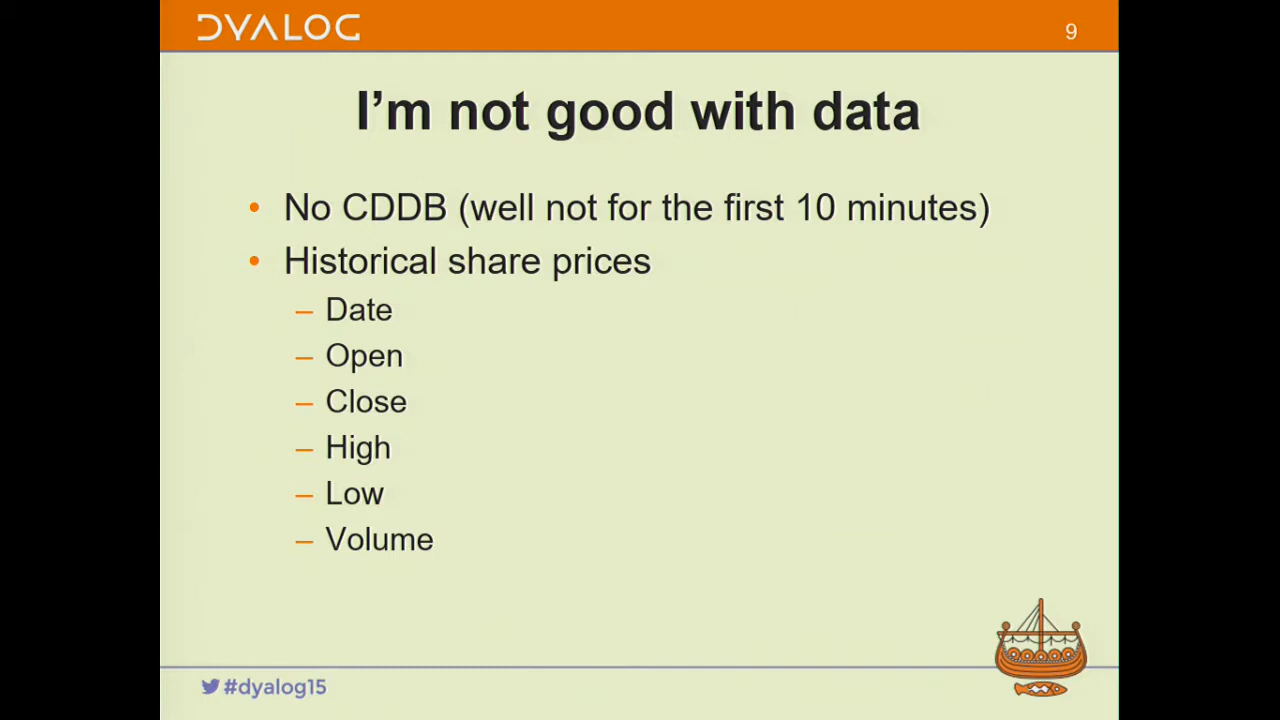 DYALOG
9
I'm not good with data
• No CDDB (well not for the first 10 minutes)
• Historical share prices
– Date
– Open
– Close
– High
– Low
– Volume
#dyalog15